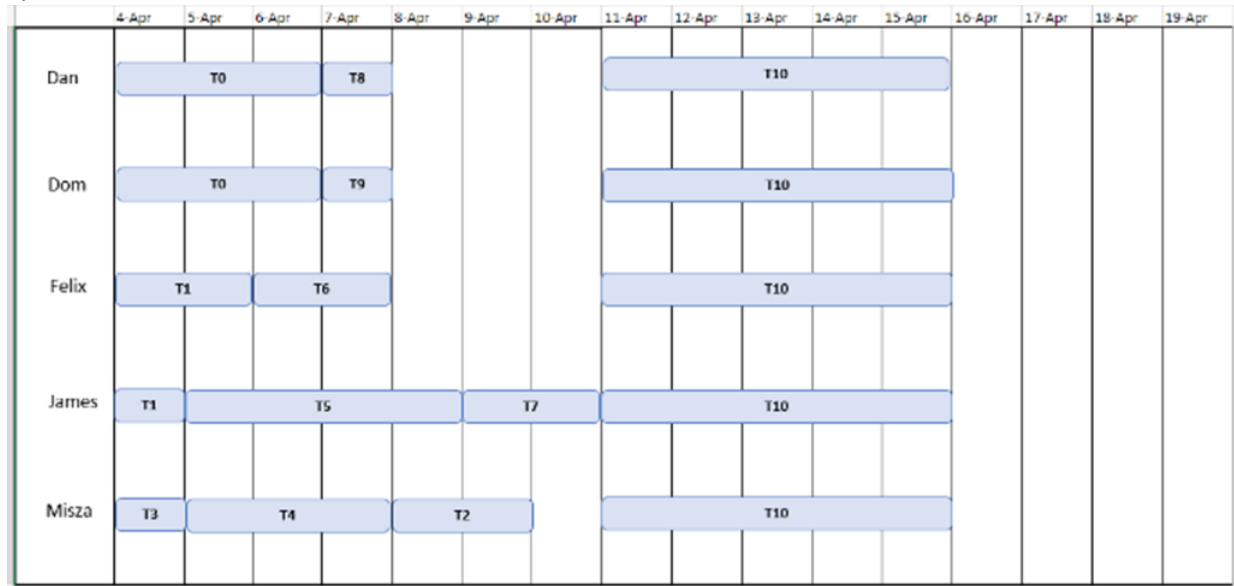 4-Apr 5-Apr 6-Apr 7-Apr 8-Apr 9-Apr 10-Apr 11-Apr 12-Apr 13-Apr 14-Apr 15-Apr 16-Apr 17-Apr 18-Apr 19-Apr
Dan T0 T8 T10
Dom T0 T9 T10
Felix T1 T6 T10
James T1 T5 T7 T10
Misza T3 T4 T2 T10